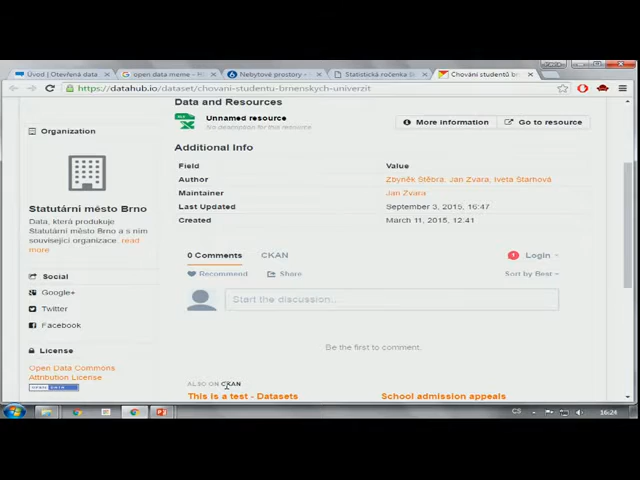 Úvod | Otevřená data
open data meme - 
Nebytové prostory - 
Statistická ročenka
Chování studentů br
https://datahub.io/dataset/chovani-studentu-brnenskych-univerzit
Data and Resources
Unnamed resource
No description for this resource
More information
Go to resource
Organization
Statutární město Brno
Data, která produkuje
Statutární město Brno a s ním
související organizace. read
more
Social
Google+
Twitter
Facebook
License
Open Data Commons
Attribution License
OPEN DATA
Additional Info
Field Value
Author Zbyněk Štěbra, Jan Zvara, Iveta Štarhová
Maintainer Jan Zvara
Last Updated September 3, 2015, 16:47
Created March 11, 2015, 12:41
0 Comments CKAN 1 Login
Recommend Share Sort by Best
Start the discussion...
Be the first to comment.
ALSO ON CKAN
This is a test - Datasets School admission appeals
CS 16:24